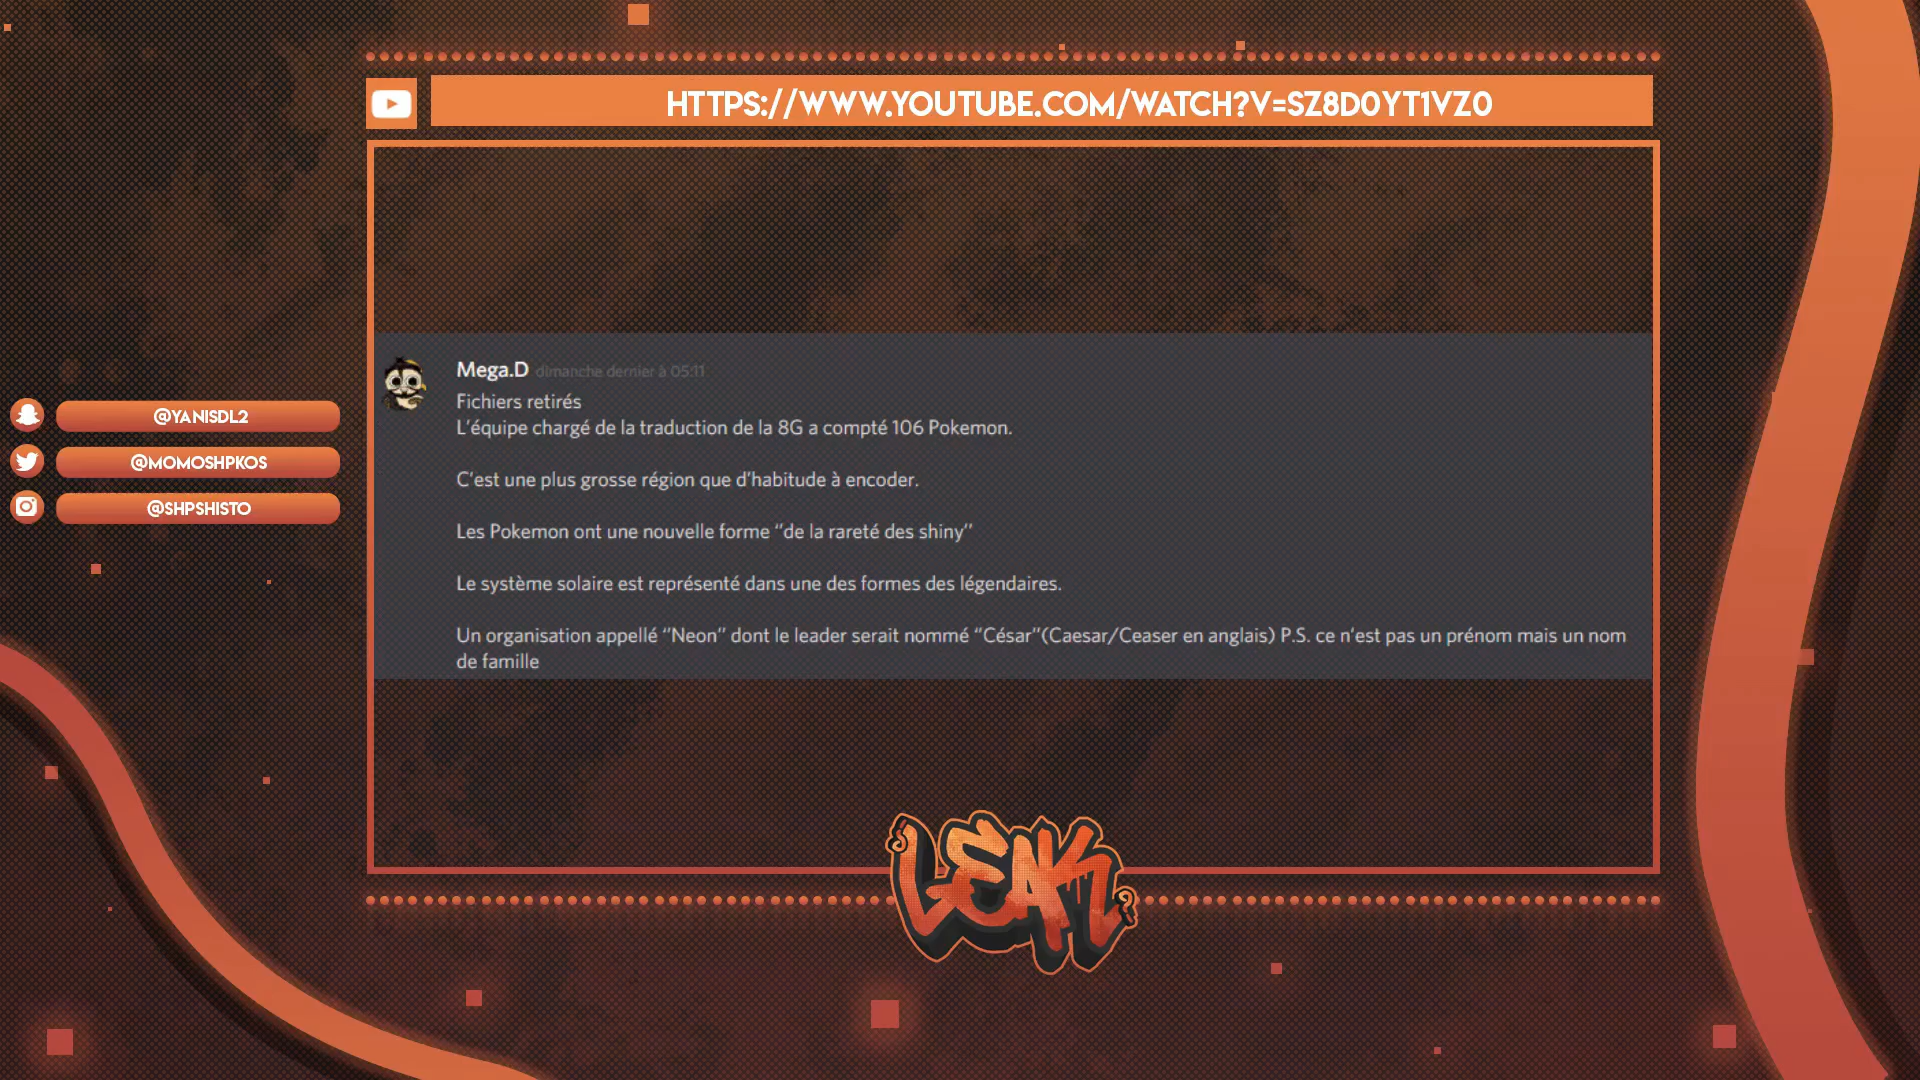 HTTPS://WWW.YOUTUBE.COM/WATCH?V=SZ8D0YT1VZ0
Mega.D dimanche dernier à 05:11
Fichiers retirés
L'équipe chargé de la traduction de la 8G a compté 106 Pokemon.
C'est une plus grosse région que d'habitude à encoder.
Les Pokemon ont une nouvelle forme ‘‘de la rareté des shiny’’
Le système solaire est représenté dans une des formes des légendaires.
Un organisation appellé ‘‘Neon’’ dont le leader serait nommé ‘‘César’’(Caesar/Ceaser en anglais) P.S. ce n'est pas un prénom mais un nom
de famille
@YANISDL2
@MOMOSHPKOS
@SHPSHISTO
LEAK